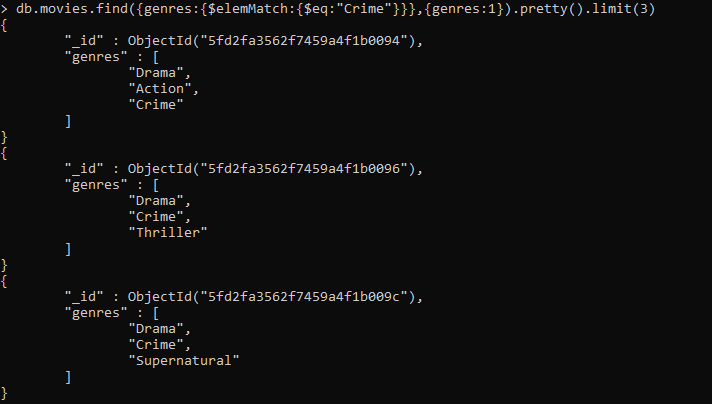 > db.movies.find({genres:{$elemMatch:{$eq:"Crime"}}},{genres:1}).pretty().limit(3)
{
"_id" : ObjectId("5fd2fa3562f7459a4f1b0094"),
"genres" : [
"Drama",
"Action",
"Crime"
]
}
{
"_id" : ObjectId("5fd2fa3562f7459a4f1b0096"),
"genres" : [
"Drama",
"Crime",
"Thriller"
]
}
{
"_id" : ObjectId("5fd2fa3562f7459a4f1b009c"),
"genres" : [
"Drama",
"Crime",
"Supernatural"
]
}